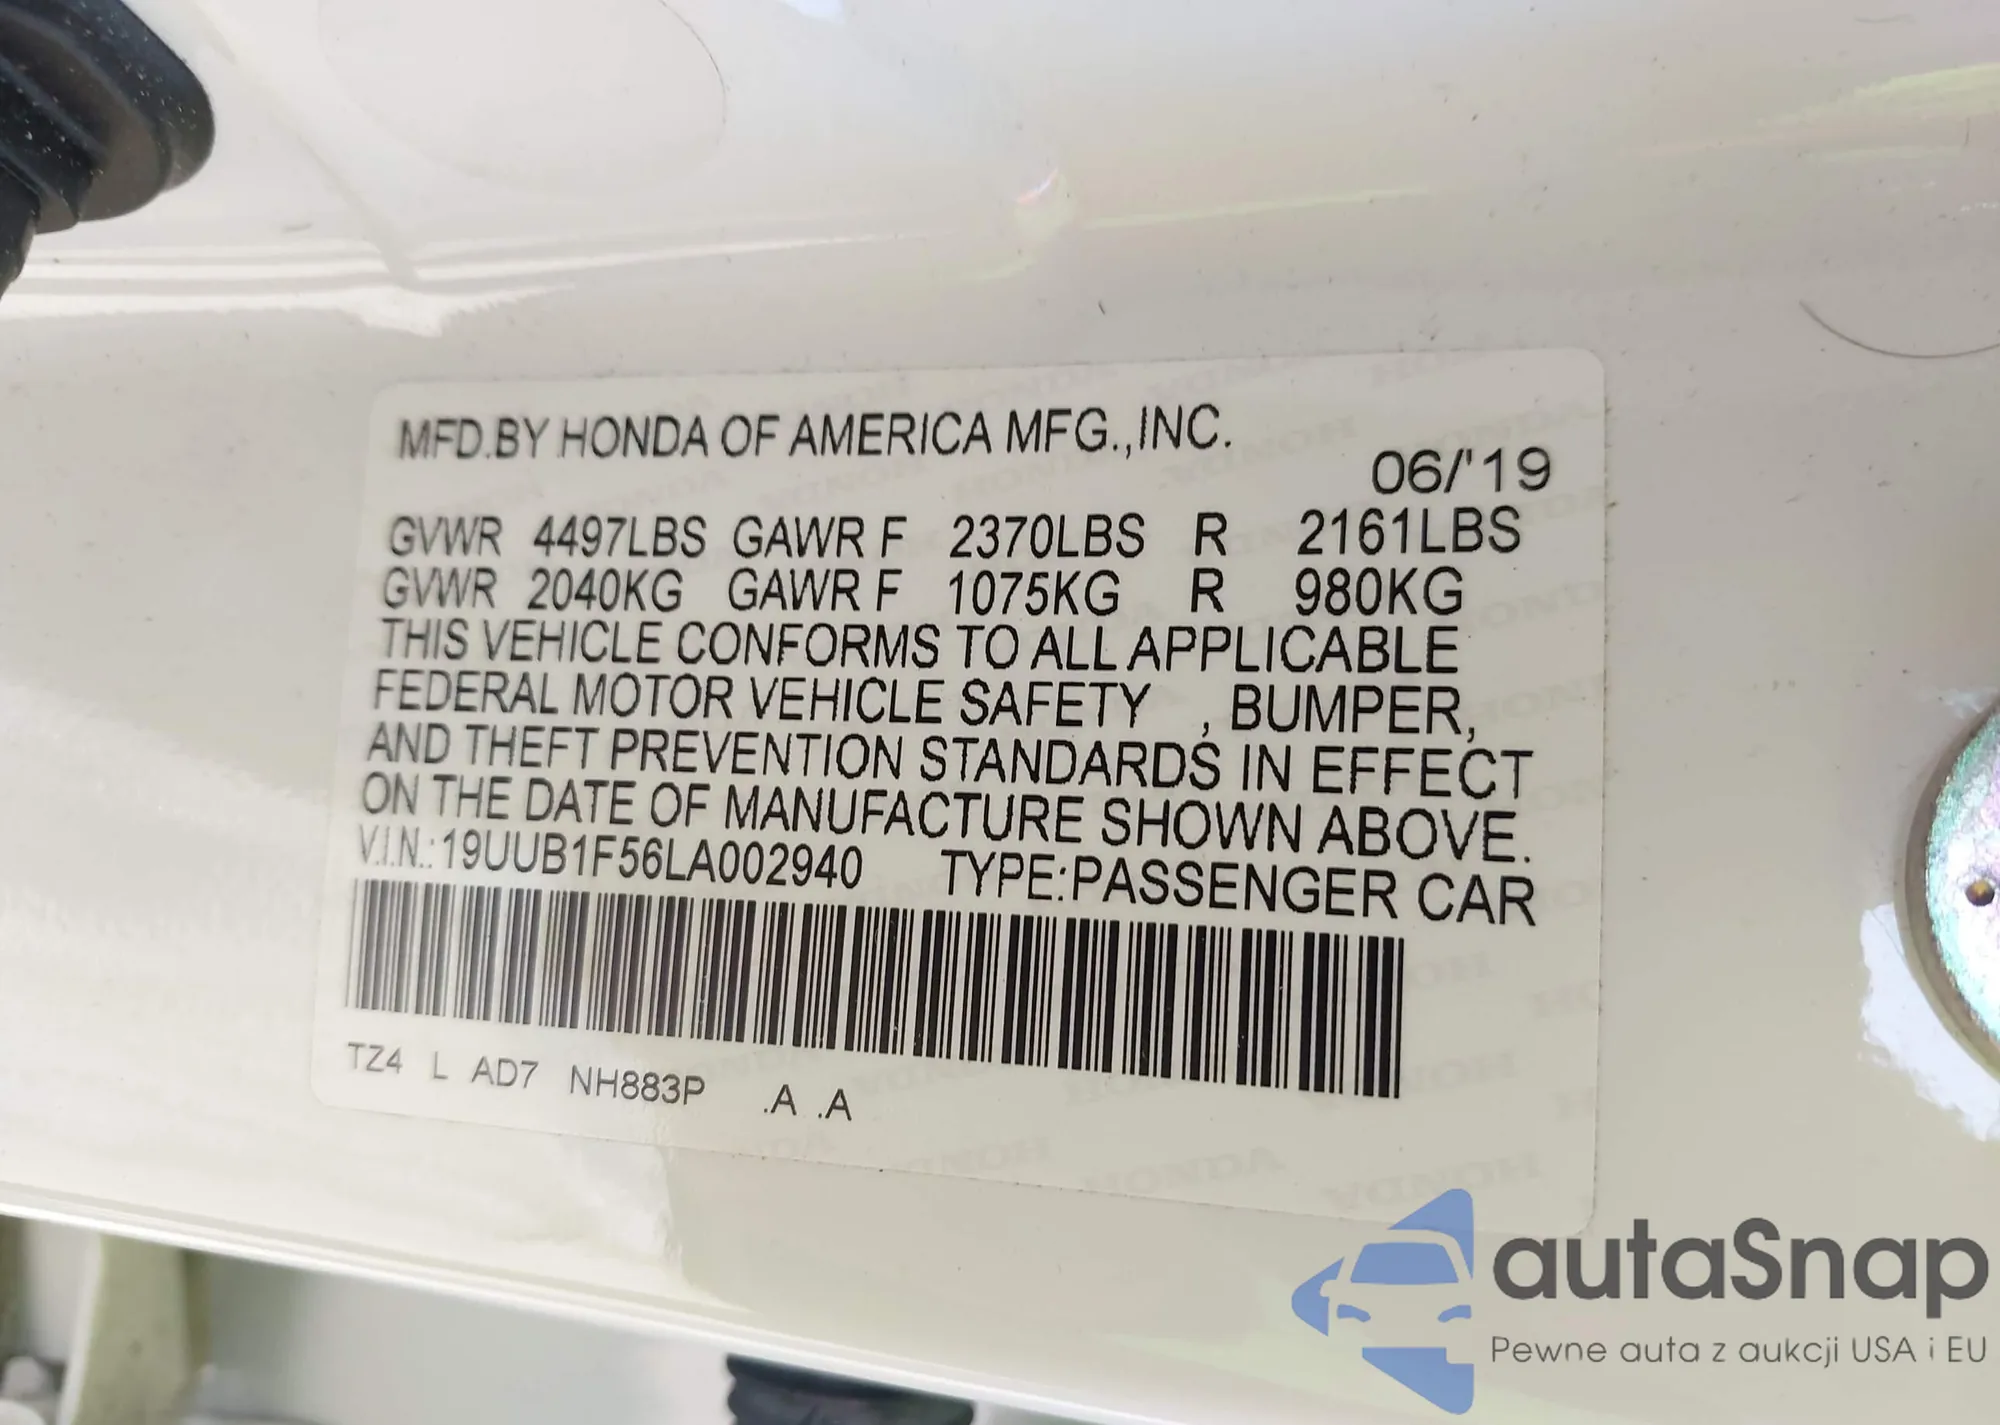 MFD.BY HONDA OF AMERICA MFG.,INC.
06/'19
GVWR 4497LBS GAWR F 2370LBS R 2161LBS
GVWR 2040KG GAWR F 1075KG R 980KG
THIS VEHICLE CONFORMS TO ALL APPLICABLE
FEDERAL MOTOR VEHICLE SAFETY , BUMPER,
AND THEFT PREVENTION STANDARDS IN EFFECT
ON THE DATE OF MANUFACTURE SHOWN ABOVE.
V.I.N.:19UUB1F56LA002940 TYPE:PASSENGER CAR
TZ4 L AD7 NH883P .A .A
autaSnap
Pewne auta z aukcji USA i EU